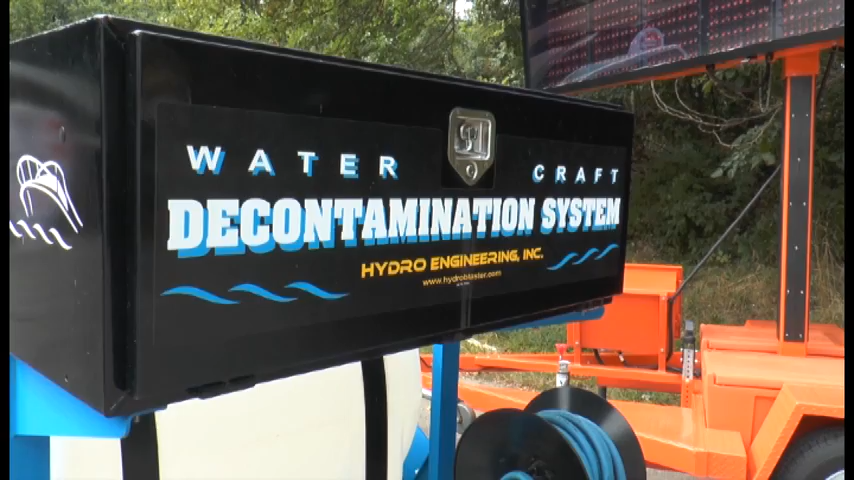 WATER CRAFT
DECONTAMINATION SYSTEM
HYDRO ENGINEERING, INC.
www.hydroblaster.com